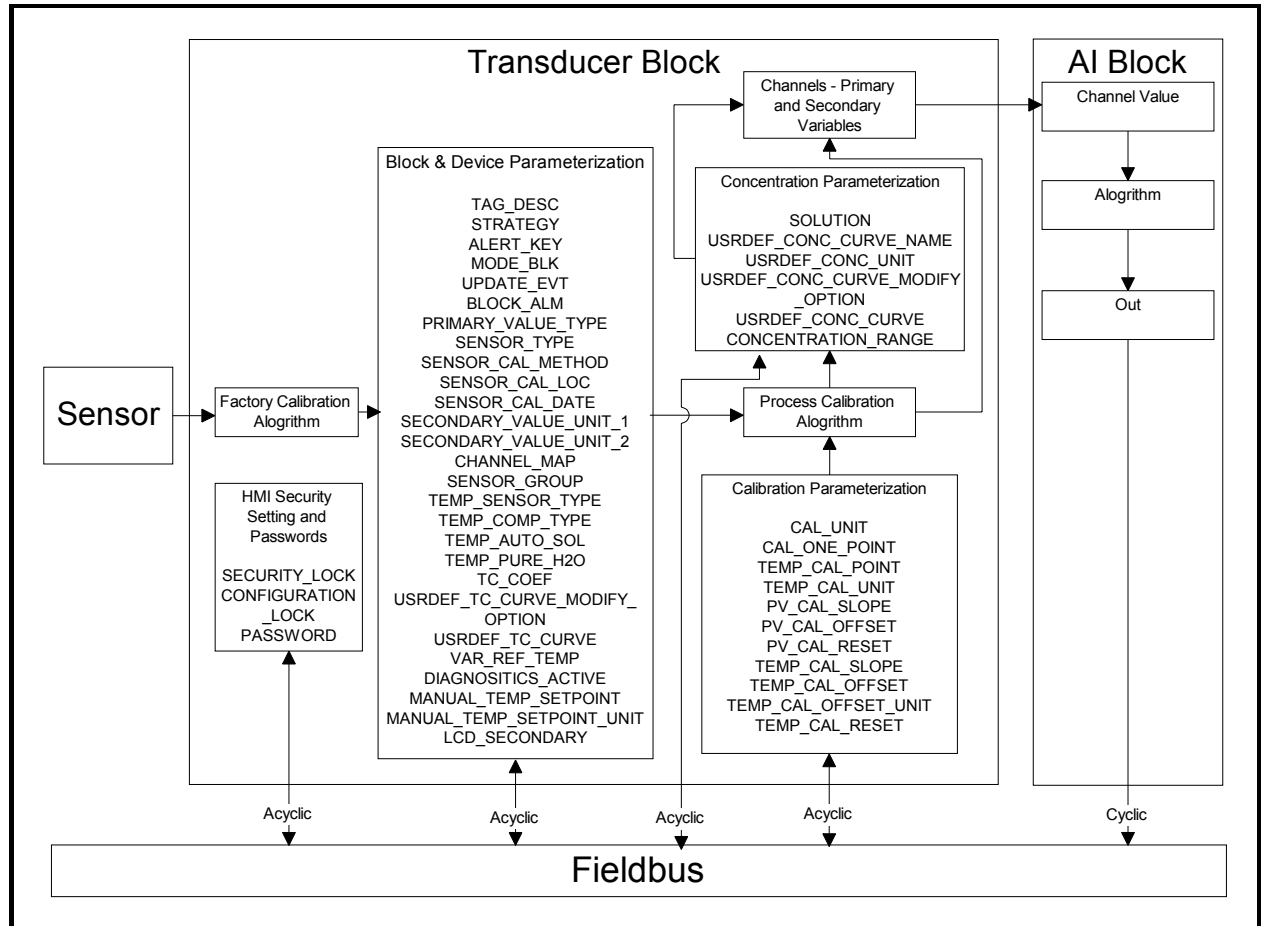 Transducer Block
AI Block
Sensor
Factory Calibration
Alogrithm
HMI Security
Setting and
Passwords
SECURITY_LOCK
CONFIGURATION
_LOCK
PASSWORD
Block & Device Parameterization
TAG_DESC
STRATEGY
ALERT_KEY
MODE_BLK
UPDATE_EVT
BLOCK_ALM
PRIMARY_VALUE_TYPE
SENSOR_TYPE
SENSOR_CAL_METHOD
SENSOR_CAL_LOC
SENSOR_CAL_DATE
SECONDARY_VALUE_UNIT_1
SECONDARY_VALUE_UNIT_2
CHANNEL_MAP
SENSOR_GROUP
TEMP_SENSOR_TYPE
TEMP_COMP_TYPE
TEMP_AUTO_SOL
TEMP_PURE_H2O
TC_COEF
USRDEF_TC_CURVE_MODIFY_
OPTION
USRDEF_TC_CURVE
VAR_REF_TEMP
DIAGNOSITICS_ACTIVE
MANUAL_TEMP_SETPOINT
MANUAL_TEMP_SETPOINT_UNIT
LCD_SECONDARY
Channels - Primary
and Secondary
Variables
Concentration Parameterization
SOLUTION
USRDEF_CONC_CURVE_NAME
USRDEF_CONC_UNIT
USRDEF_CONC_CURVE_MODIFY
_OPTION
USRDEF_CONC_CURVE
CONCENTRATION_RANGE
Process Calibration
Alogrithm
Calibration Parameterization
CAL_UNIT
CAL_ONE_POINT
TEMP_CAL_POINT
TEMP_CAL_UNIT
PV_CAL_SLOPE
PV_CAL_OFFSET
PV_CAL_RESET
TEMP_CAL_SLOPE
TEMP_CAL_OFFSET
TEMP_CAL_OFFSET_UNIT
TEMP_CAL_RESET
Channel Value
Alogrithm
Out
Acyclic
Acyclic
Acyclic
Acyclic
Cyclic
Fieldbus